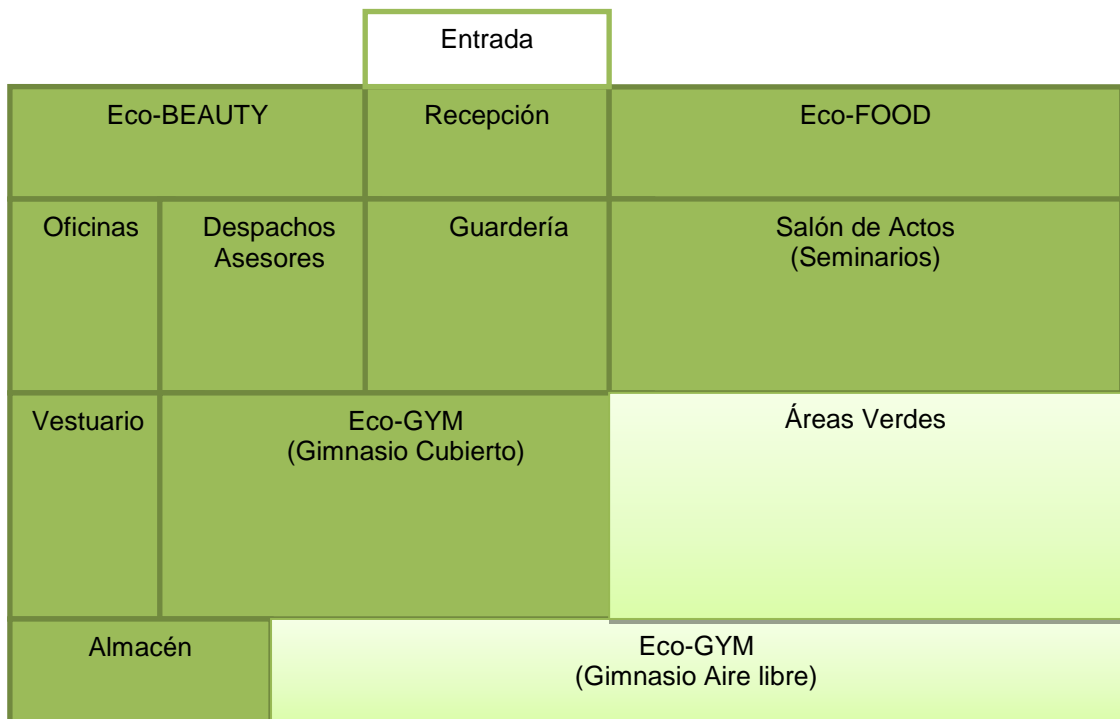 Entrada
Eco-BEAUTY
Recepción
Eco-FOOD
Oficinas
Despachos
Asesores
Guardería
Salón de Actos
(Seminarios)
Vestuario
Eco-GYM
(Gimnasio Cubierto)
Áreas Verdes
Almacén
Eco-GYM
(Gimnasio Aire libre)